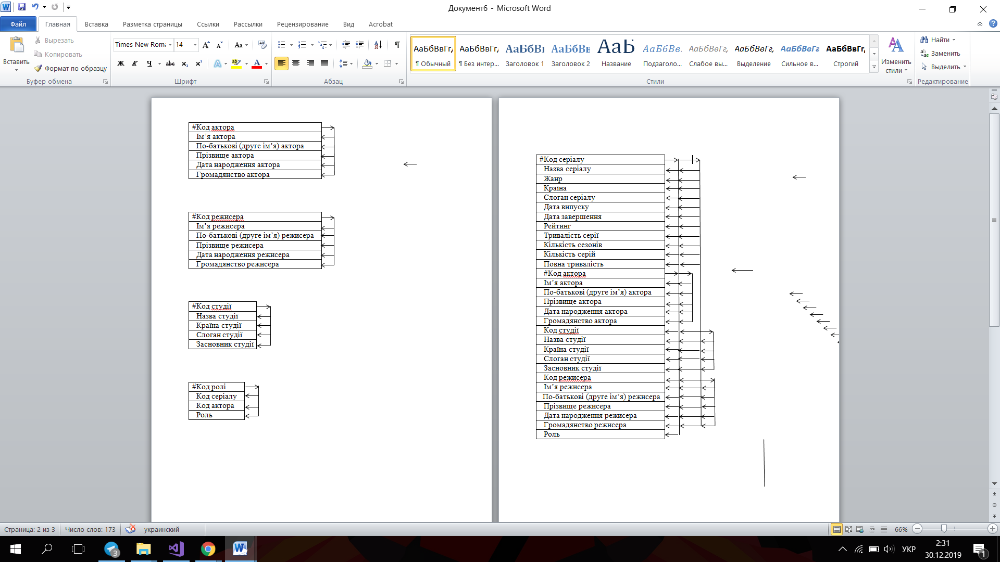 Документ6 - Microsoft Word
Файл
Главная
Вставка
Разметка страницы
Ссылки
Рассылки
Рецензирование
Вид
Acrobat
Вставить
Вырезать
Копировать
Формат по образцу
Буфер обмена
Times New Roma
14
Ж К Ч abc x₂ x²
Шрифт
Абзац
АаБбВвГг, АаБбВвГг, АаБбВı АаБбВв АаБ АаБбВв. АаБбВвГг, АаБбВвГг, АаБбВвГг АаБбВвГг,
¶ Обычный
¶ Без интер...
Заголовок 1
Заголовок 2
Название
Подзаголо...
Слабое вы...
Выделение
Сильное в...
Строгий
Стили
Изменить
стили
Найти
Заменить
Выделить
Редактирование
#Код актора
Ім’я актора
По-батькові (друге ім’я) актора
Прізвище актора
Дата народження актора
Громадянство актора
#Код режисера
Ім’я режисера
По-батькові (друге ім’я) режисера
Прізвище режисера
Дата народження режисера
Громадянство режисера
#Код студії
Назва студії
Країна студії
Слоган студії
Засновник студії
#Код ролі
Код серіалу
Код актора
Роль
#Код серіалу
Назва серіалу
Жанр
Країна
Слоган серіалу
Дата випуску
Дата завершення
Рейтинг
Тривалість серії
Кількість сезонів
Кількість серій
Повна тривалість
#Код актора
Ім’я актора
По-батькові (друге ім’я) актора
Прізвище актора
Дата народження актора
Громадянство актора
Код студії
Назва студії
Країна студії
Слоган студії
Засновник студії
Код режисера
Ім’я режисера
По-батькові (друге ім’я) режисера
Прізвище режисера
Дата народження режисера
Громадянство режисера
Роль
Страница: 2 из 3
Число слов: 173
украинский
66%
3
УКР
2:31
30.12.2019
1